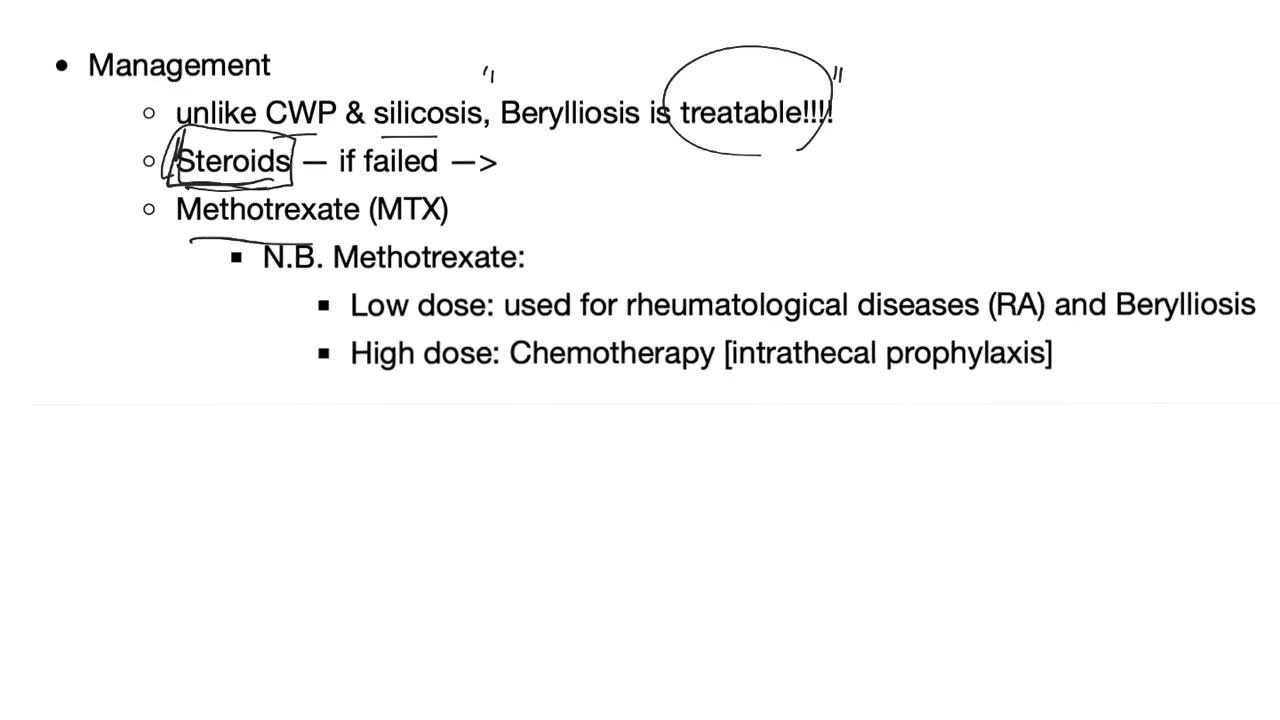 • Management
○ unlike CWP & silicosis, "Berylliosis is treatable!!!!"
○ Steroids — if failed —>
○ Methotrexate (MTX)
▪ N.B. Methotrexate:
▪ Low dose: used for rheumatological diseases (RA) and Berylliosis
▪ High dose: Chemotherapy [intrathecal prophylaxis]